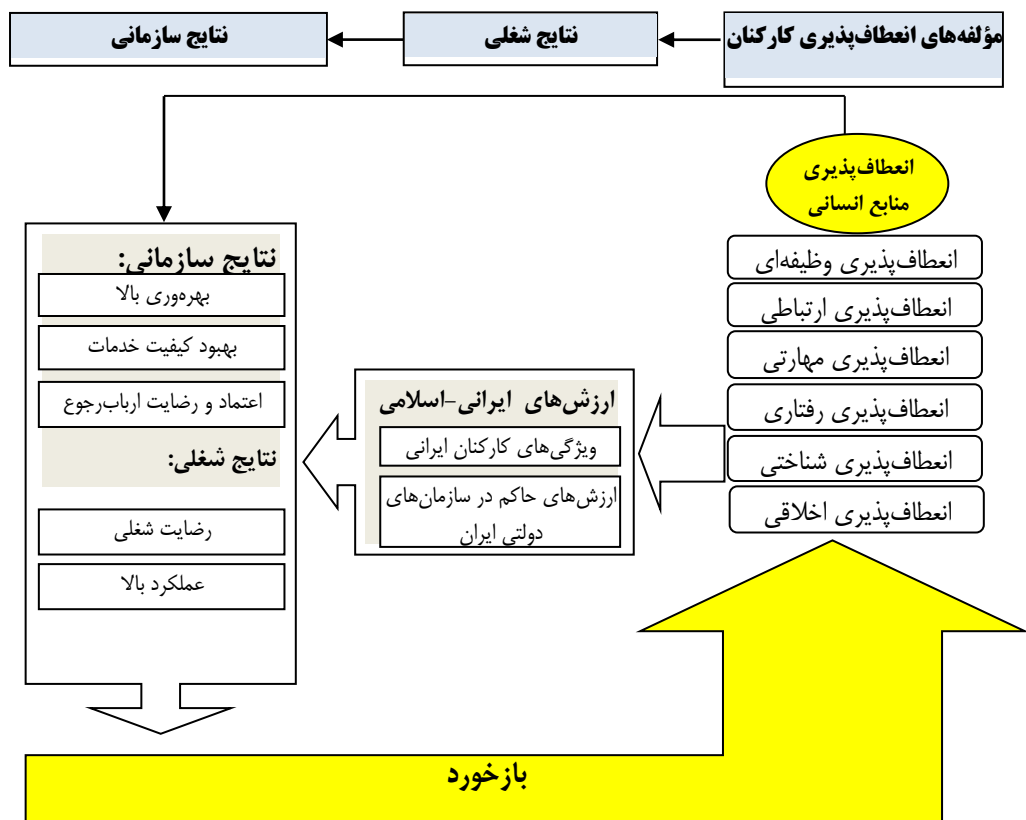 مؤلفه‌های انعطاف‌پذیری کارکنان
نتایج شغلی
نتایج سازمانی
انعطاف‌پذیری
منابع انسانی
انعطاف‌پذیری وظیفه‌ای
انعطاف‌پذیری ارتباطی
انعطاف‌پذیری مهارتی
انعطاف‌پذیری رفتاری
انعطاف‌پذیری شناختی
انعطاف‌پذیری اخلاقی
ارزش‌های ایرانی-اسلامی
ویژگی‌های کارکنان ایرانی
ارزش‌های حاکم در سازمان‌های
دولتی ایران
نتایج سازمانی:
بهره‌وری بالا
بهبود کیفیت خدمات
اعتماد و رضایت ارباب‌رجوع
نتایج شغلی:
رضایت شغلی
عملکرد بالا
بازخورد